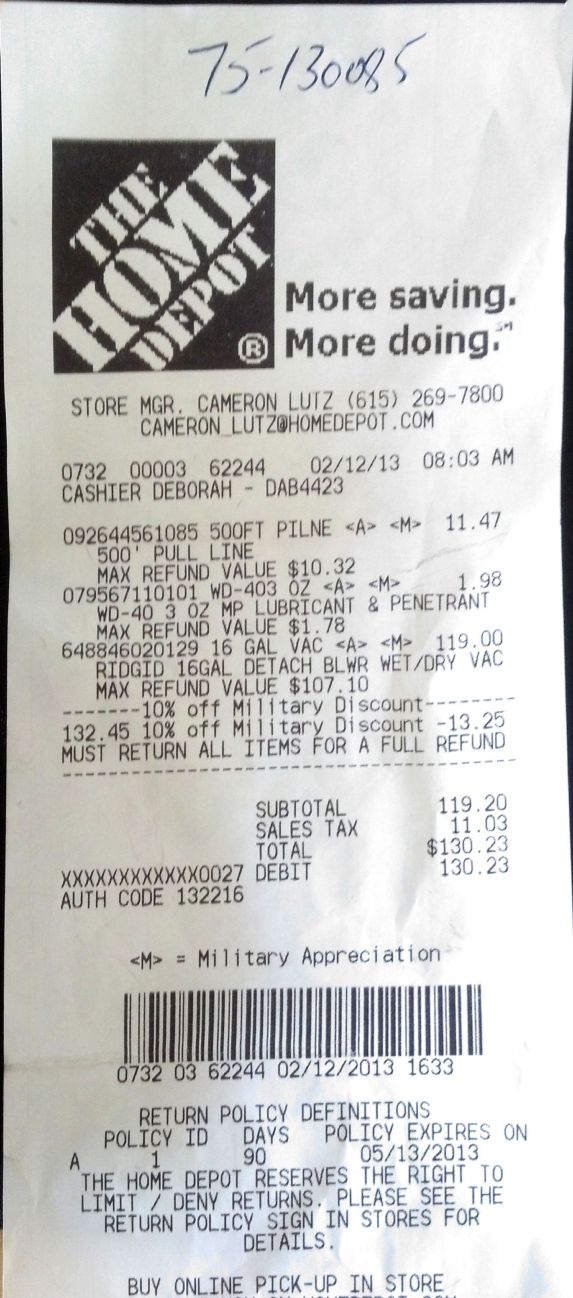 75-130085
THE
HOME
DEPOT
®
More saving.
More doing.℠
STORE MGR. CAMERON LUTZ (615) 269-7800
CAMERON_LUTZ@HOMEDEPOT.COM
0732 00003 62244 02/12/13 08:03 AM
CASHIER DEBORAH - DAB4423
092644561085 500FT PILNE <A> <M> 11.47
500' PULL LINE
MAX REFUND VALUE $10.32
079567110101 WD-403 OZ <A> <M> 1.98
WD-40 3 OZ MP LUBRICANT & PENETRANT
MAX REFUND VALUE $1.78
648846020129 16 GAL VAC <A> <M> 119.00
RIDGID 16GAL DETACH BLWR WET/DRY VAC
MAX REFUND VALUE $107.10
-------10% off Military Discount--------
132.45 10% off Military Discount -13.25
MUST RETURN ALL ITEMS FOR A FULL REFUND
----------------------------------------
SUBTOTAL 119.20
SALES TAX 11.03
TOTAL $130.23
XXXXXXXXXXXX0027 DEBIT 130.23
AUTH CODE 132216
<M> = Military Appreciation
0732 03 62244 02/12/2013 1633
RETURN POLICY DEFINITIONS
POLICY ID DAYS POLICY EXPIRES ON
A 1 90 05/13/2013
THE HOME DEPOT RESERVES THE RIGHT TO
LIMIT / DENY RETURNS. PLEASE SEE THE
RETURN POLICY SIGN IN STORES FOR
DETAILS.
BUY ONLINE PICK-UP IN STORE